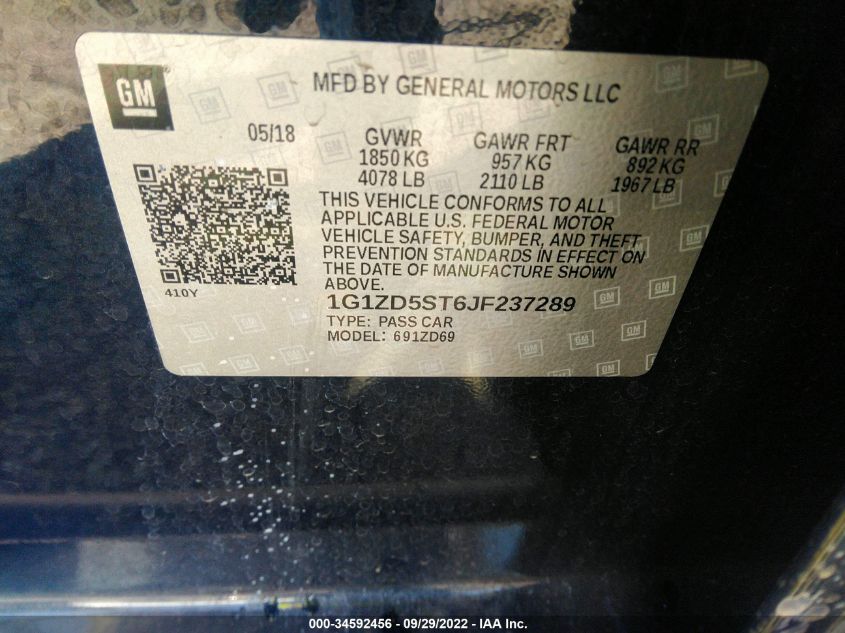 GM
MFD BY GENERAL MOTORS LLC
05/18
GVWR
1850 KG
4078 LB
GAWR FRT
957 KG
2110 LB
GAWR RR
892 KG
1967 LB
THIS VEHICLE CONFORMS TO ALL
APPLICABLE U.S. FEDERAL MOTOR
VEHICLE SAFETY, BUMPER, AND THEFT
PREVENTION STANDARDS IN EFFECT ON
THE DATE OF MANUFACTURE SHOWN
ABOVE.
410Y
1G1ZD5ST6JF237289
TYPE: PASS CAR
MODEL: 691ZD69
000-34592456 - 09/29/2022 - IAA Inc.